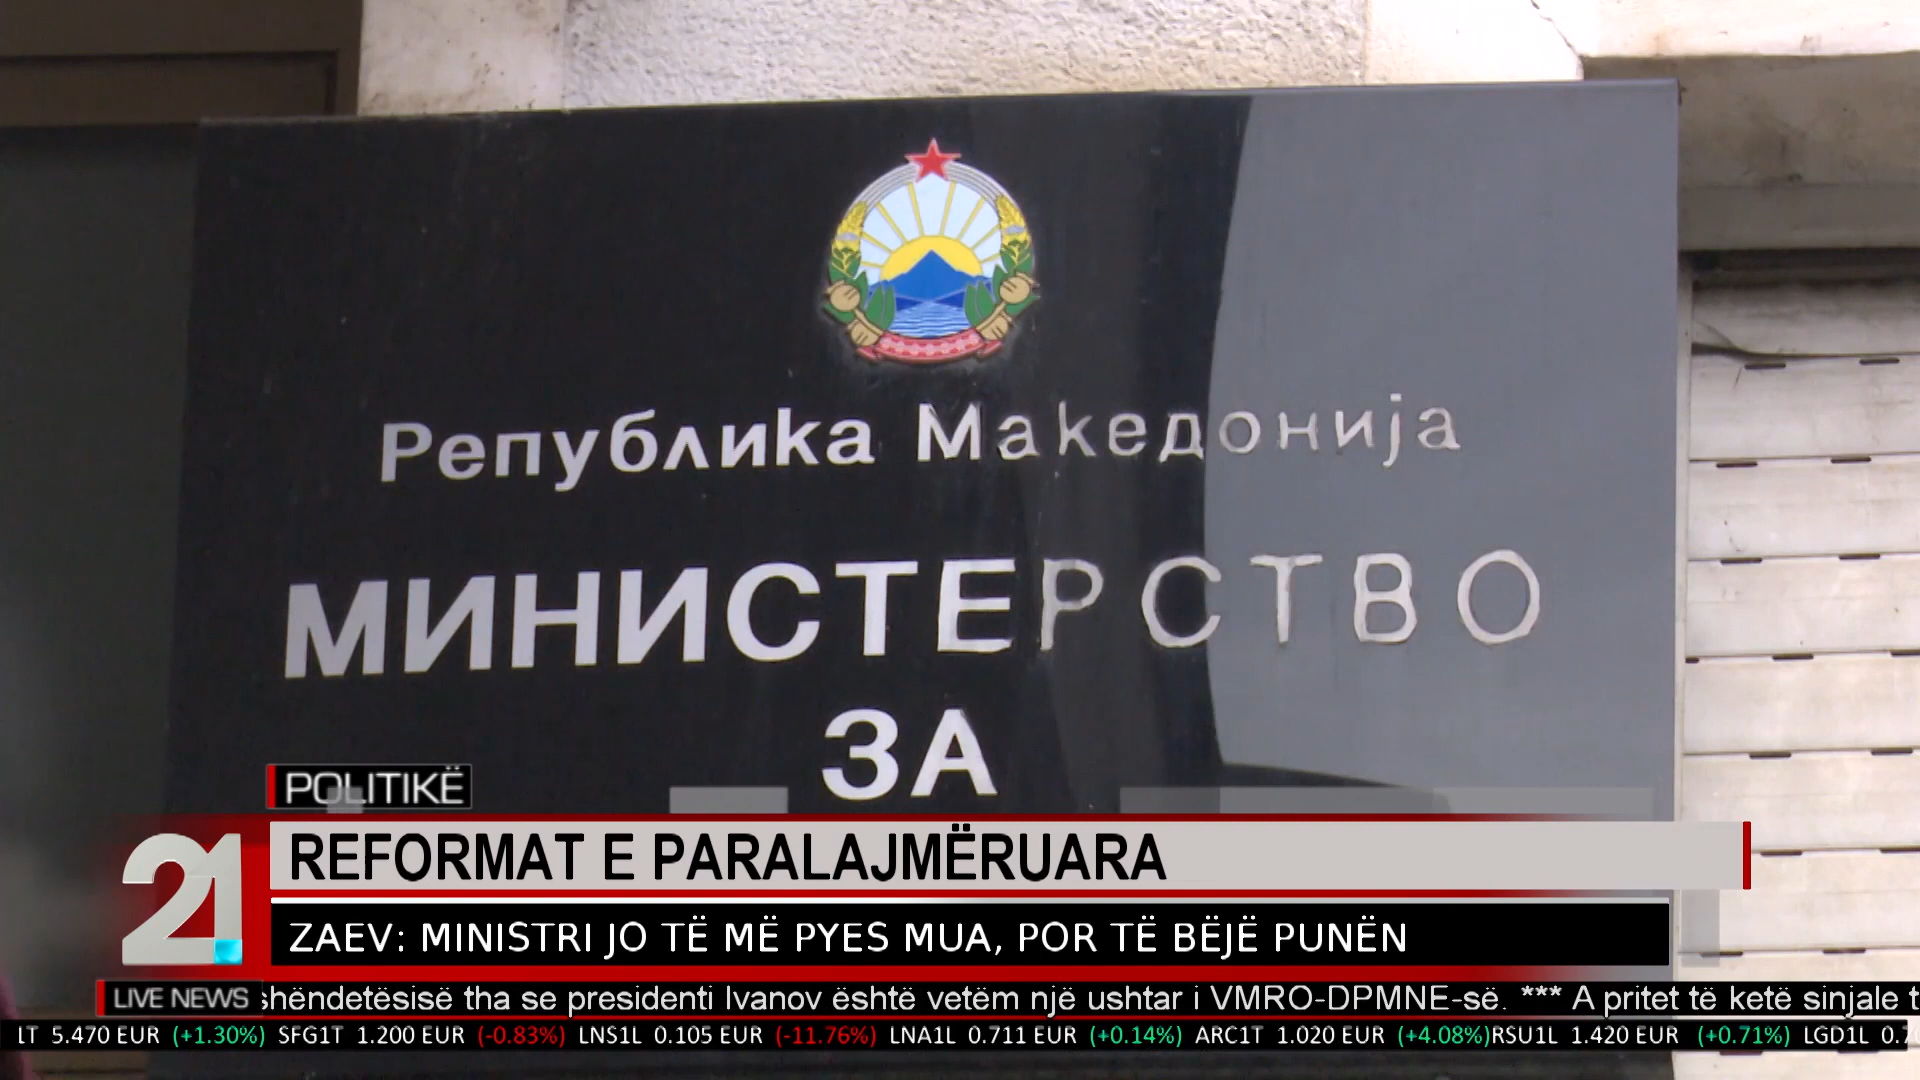 Република Македонија
МИНИСТЕРСТВО
ЗА
POLITIKË
21
REFORMAT E PARALAJMËRUARA
ZAEV: MINISTRI JO TË MË PYES MUA, POR TË BËJË PUNËN
LIVE NEWS
shëndetësisë tha se presidenti Ivanov është vetëm një ushtar i VMRO-DPMNE-së. *** A pritet të ketë sinjale t
LT 5.470 EUR (+1.30%) SFG1T 1.200 EUR (-0.83%) LNS1L 0.105 EUR (-11.76%) LNA1L 0.711 EUR (+0.14%) ARC1T 1.020 EUR (+4.08%) RSU1L 1.420 EUR (+0.71%) LGD1L 0.7